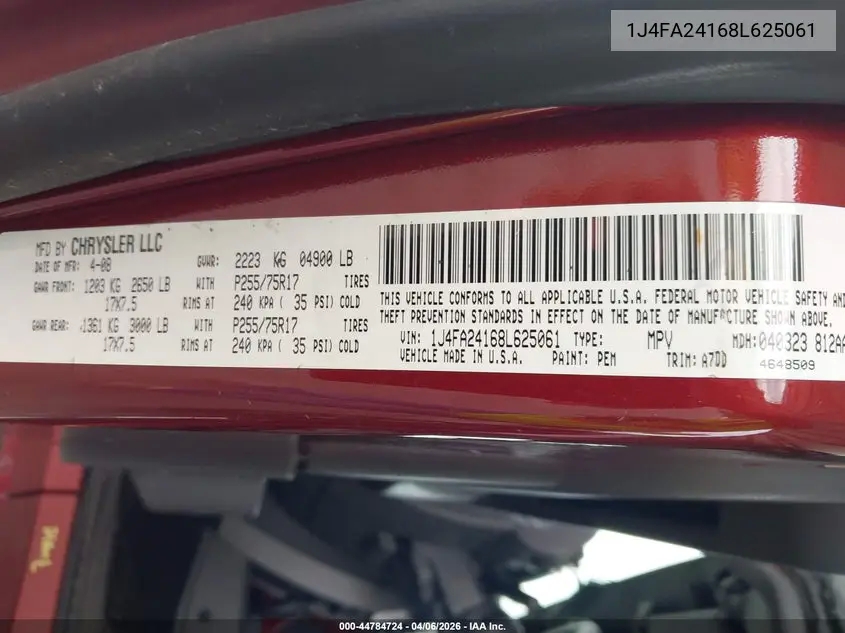 1J4FA24168L625061
MFD BY CHRYSLER LLC
DATE OF MFR: 4-08
GVWR: 2223 KG 04900 LB
GAWR FRONT: 1203 KG 2650 LB WITH P255/75R17 TIRES
17X7.5 RIMS AT 240 KPA ( 35 PSI) COLD
GAWR REAR: 1361 KG 3000 LB WITH P255/75R17 TIRES
17X7.5 RIMS AT 240 KPA ( 35 PSI) COLD
THIS VEHICLE CONFORMS TO ALL APPLICABLE U.S.A. FEDERAL MOTOR VEHICLE SAFETY AND
THEFT PREVENTION STANDARDS IN EFFECT ON THE DATE OF MANUFACTURE SHOWN ABOVE.
VIN: 1J4FA24168L625061 TYPE: MPV MDH: 040323 812AA
VEHICLE MADE IN U.S.A. PAINT: PEM TRIM: A7DD
4648509
000-44784724 - 04/06/2026 - IAA Inc.